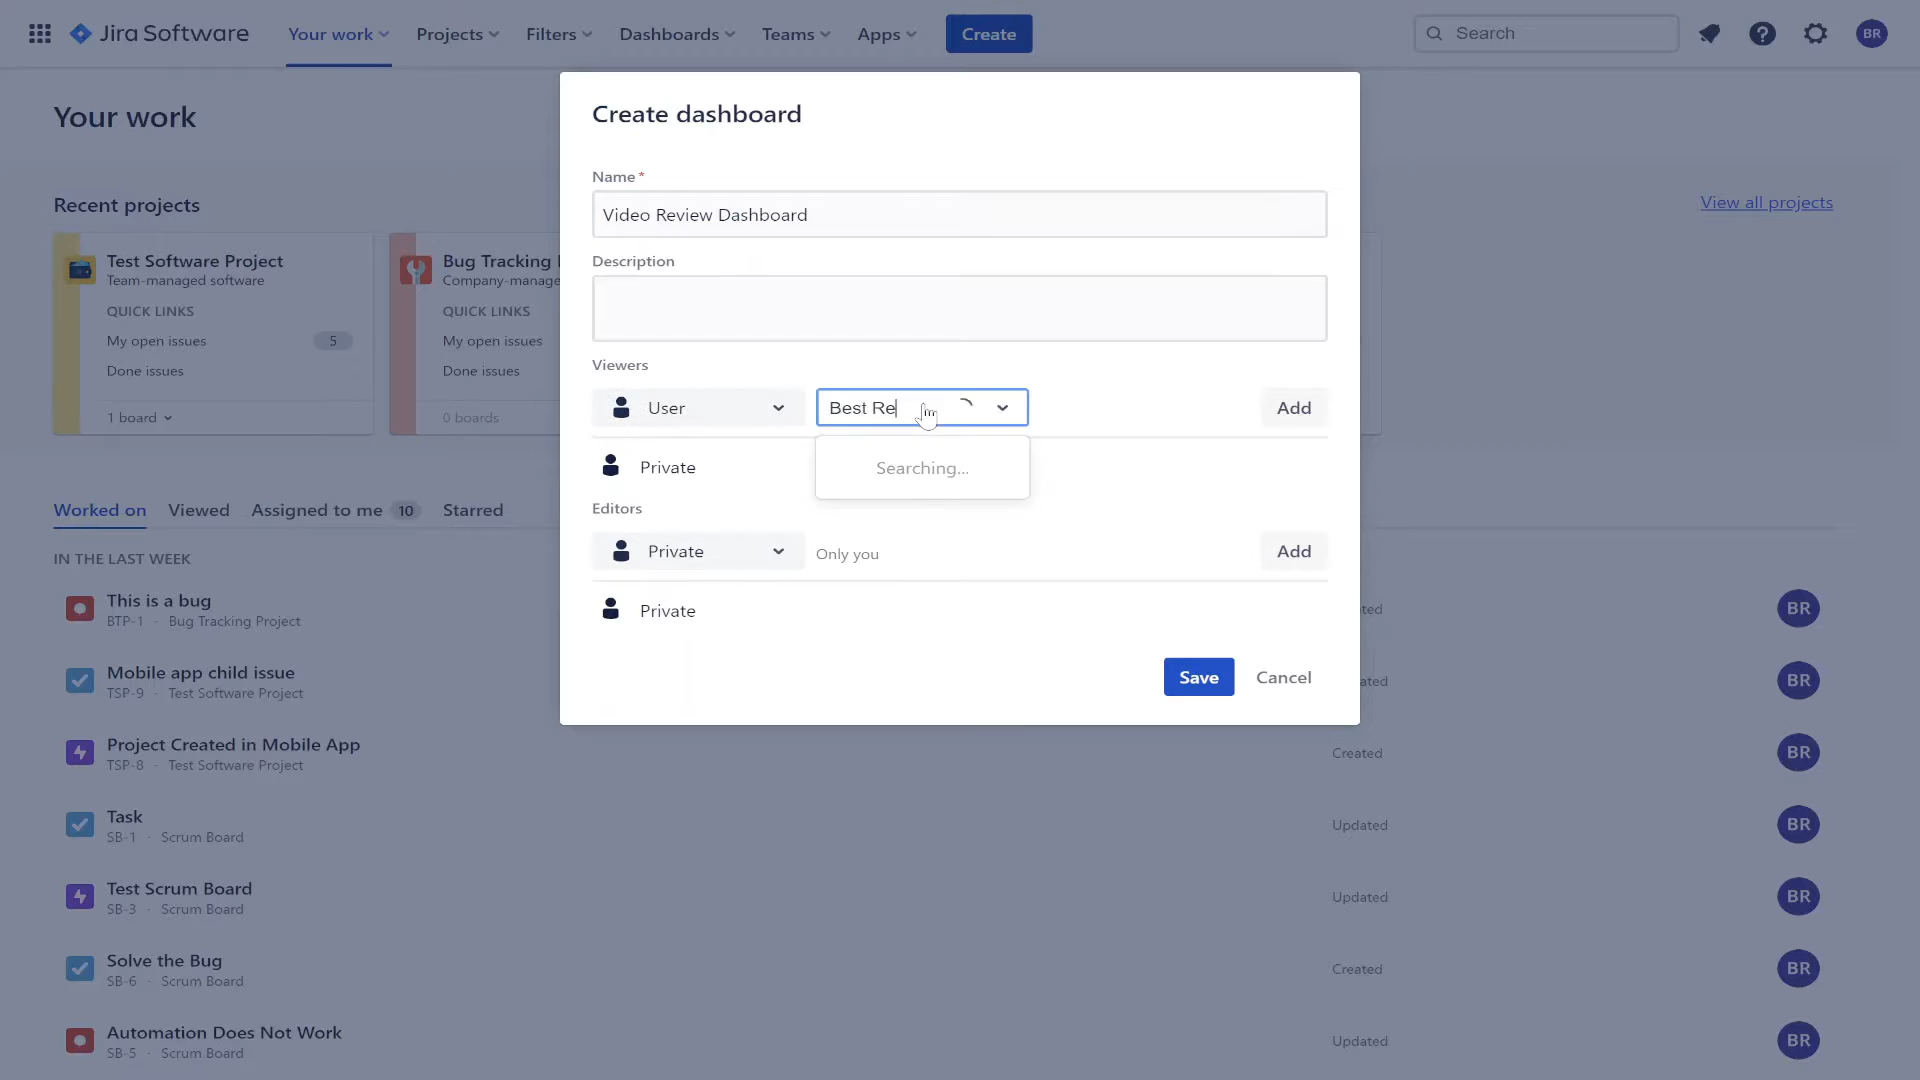 Jira Software
Your work
Projects
Filters
Dashboards
Teams
Apps
Create
Search
BR
Your work
Recent projects
View all projects
Test Software Project
Team-managed software
QUICK LINKS
My open issues
5
Done issues
1 board
Bug Tracking
Company-manage
QUICK LINKS
My open issues
Done issues
0 boards
Worked on
Viewed
Assigned to me 10
Starred
IN THE LAST WEEK
This is a bug
BTP-1 · Bug Tracking Project
BR
Mobile app child issue
TSP-9 · Test Software Project
BR
Project Created in Mobile App
TSP-8 · Test Software Project
Created
BR
Task
SB-1 · Scrum Board
Updated
BR
Test Scrum Board
SB-3 · Scrum Board
Updated
BR
Solve the Bug
SB-6 · Scrum Board
Created
BR
Automation Does Not Work
SB-5 · Scrum Board
Updated
BR
Create dashboard
Name *
Video Review Dashboard
Description
Viewers
User
Best Re
Add
Searching...
Private
Editors
Private
Only you
Add
Private
Save
Cancel